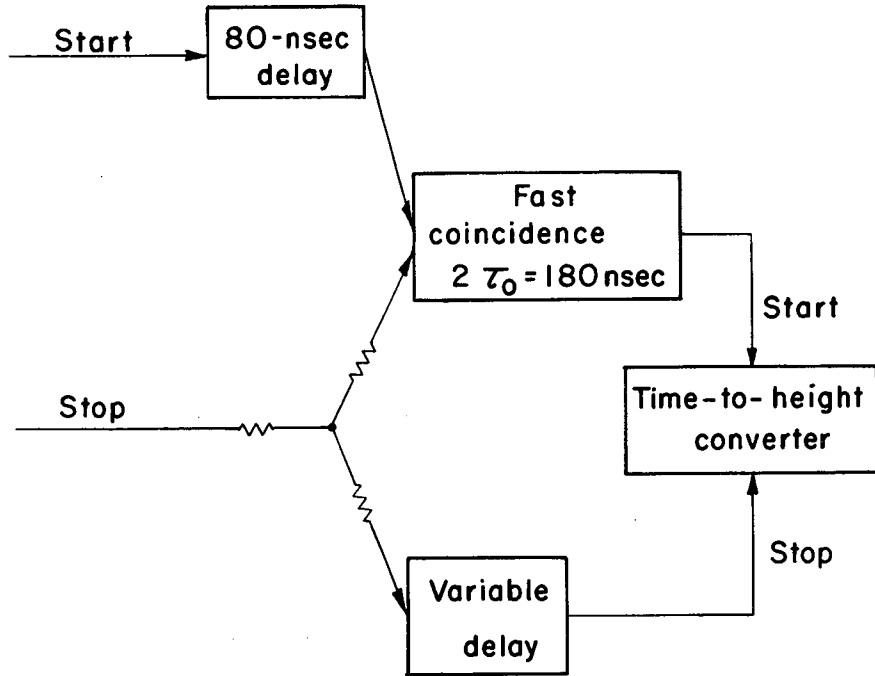 Start
80-nsec
delay
Fast
coincidence
2 τ₀ = 180 nsec
Start
Stop
Time-to-height
converter
Stop
Variable
delay